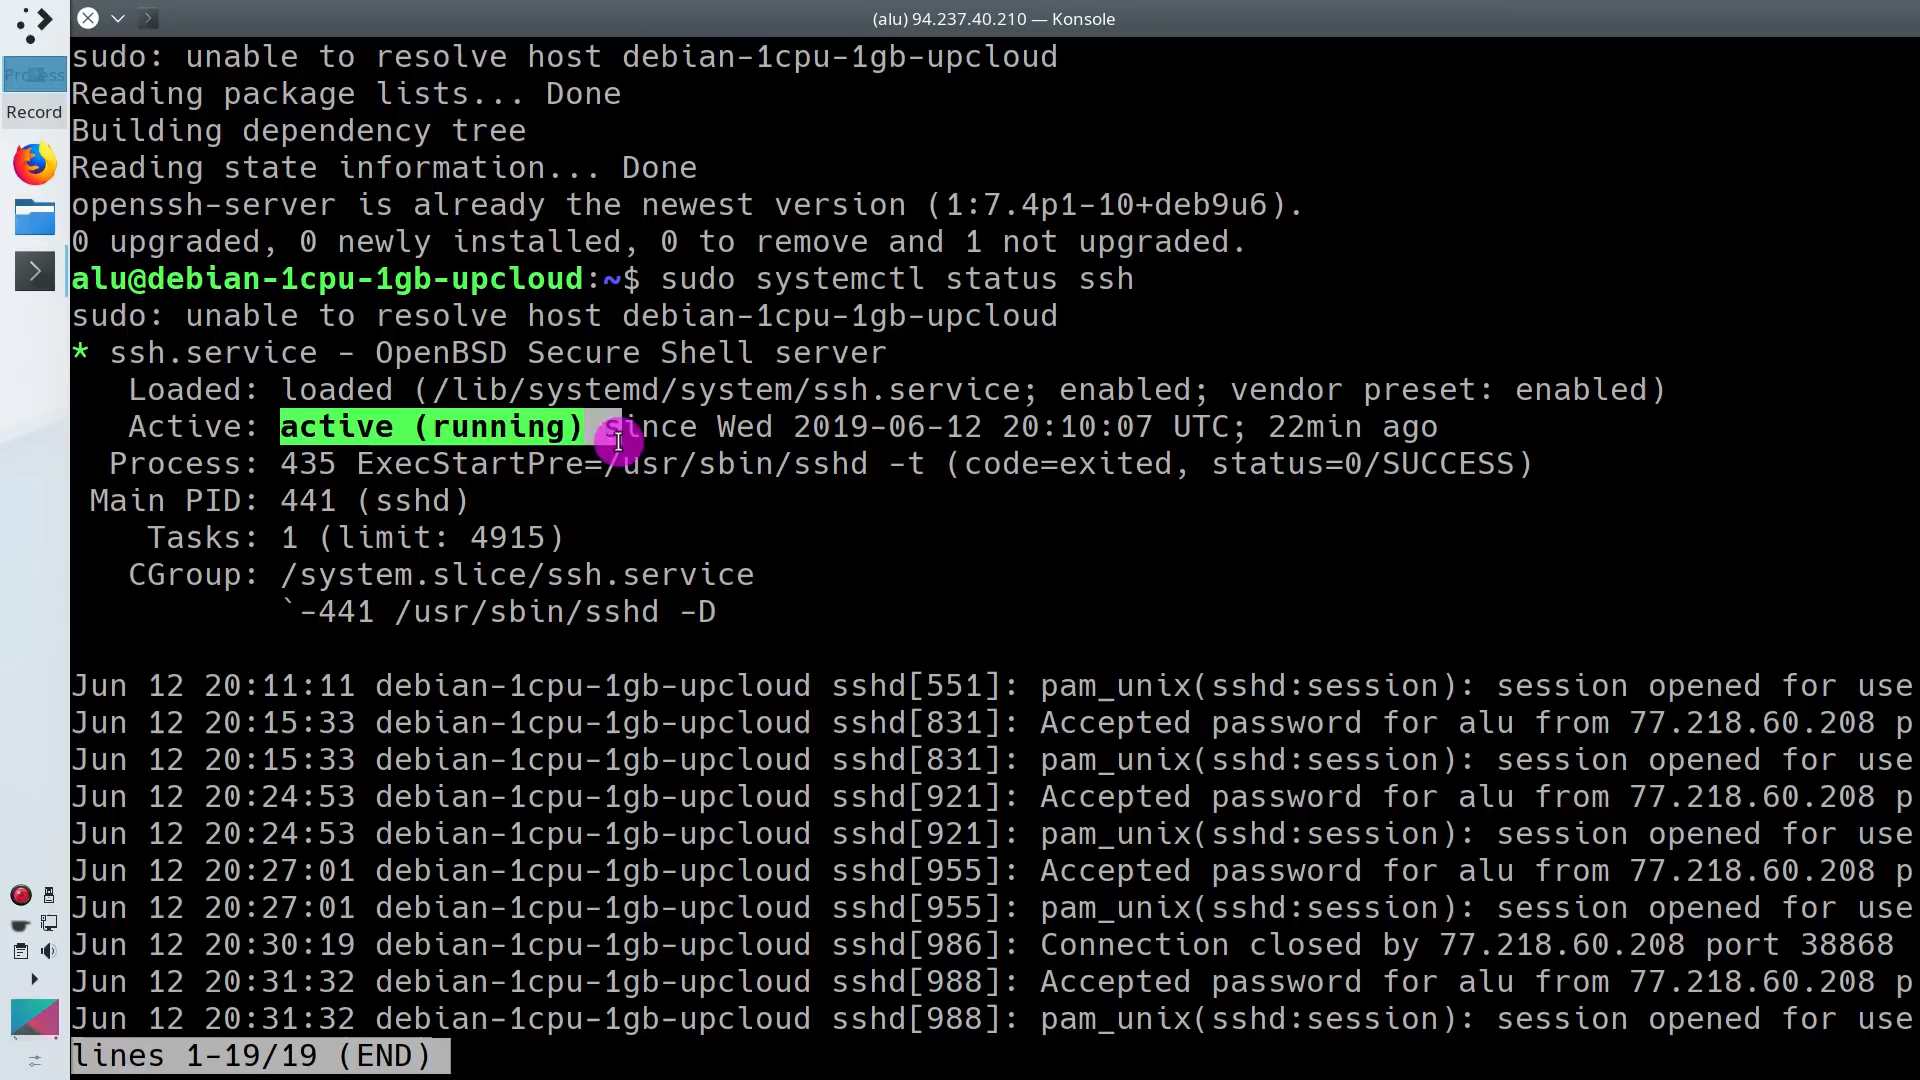 (alu) 94.237.40.210 — Konsole
Process
Record
sudo: unable to resolve host debian-1cpu-1gb-upcloud
Reading package lists... Done
Building dependency tree
Reading state information... Done
openssh-server is already the newest version (1:7.4p1-10+deb9u6).
0 upgraded, 0 newly installed, 0 to remove and 1 not upgraded.
alu@debian-1cpu-1gb-upcloud:~$ sudo systemctl status ssh
sudo: unable to resolve host debian-1cpu-1gb-upcloud
* ssh.service - OpenBSD Secure Shell server
Loaded: loaded (/lib/systemd/system/ssh.service; enabled; vendor preset: enabled)
Active: active (running) since Wed 2019-06-12 20:10:07 UTC; 22min ago
Process: 435 ExecStartPre=/usr/sbin/sshd -t (code=exited, status=0/SUCCESS)
Main PID: 441 (sshd)
Tasks: 1 (limit: 4915)
CGroup: /system.slice/ssh.service
`-441 /usr/sbin/sshd -D
Jun 12 20:11:11 debian-1cpu-1gb-upcloud sshd[551]: pam_unix(sshd:session): session opened for use
Jun 12 20:15:33 debian-1cpu-1gb-upcloud sshd[831]: Accepted password for alu from 77.218.60.208 p
Jun 12 20:15:33 debian-1cpu-1gb-upcloud sshd[831]: pam_unix(sshd:session): session opened for use
Jun 12 20:24:53 debian-1cpu-1gb-upcloud sshd[921]: Accepted password for alu from 77.218.60.208 p
Jun 12 20:24:53 debian-1cpu-1gb-upcloud sshd[921]: pam_unix(sshd:session): session opened for use
Jun 12 20:27:01 debian-1cpu-1gb-upcloud sshd[955]: Accepted password for alu from 77.218.60.208 p
Jun 12 20:27:01 debian-1cpu-1gb-upcloud sshd[955]: pam_unix(sshd:session): session opened for use
Jun 12 20:30:19 debian-1cpu-1gb-upcloud sshd[986]: Connection closed by 77.218.60.208 port 38868
Jun 12 20:31:32 debian-1cpu-1gb-upcloud sshd[988]: Accepted password for alu from 77.218.60.208 p
Jun 12 20:31:32 debian-1cpu-1gb-upcloud sshd[988]: pam_unix(sshd:session): session opened for use
lines 1-19/19 (END)